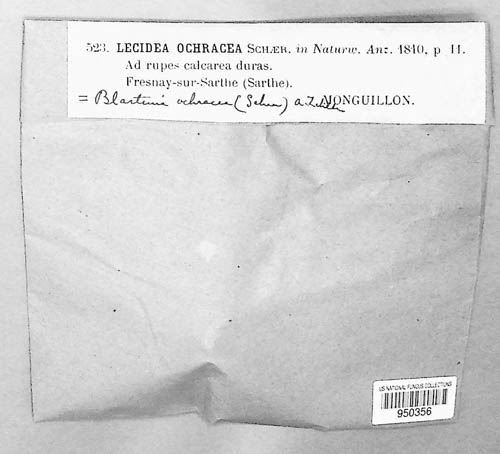 523. LECIDEA OCHRACEA SCHÆR. in Naturw. Anz. 1840, p. 11.
Ad rupes calcarea duras.
Fresnay-sur-Sarthe (Sarthe).
= Blastenia ochracea (Schaer) MONGUILLON.
US NATIONAL FUNGUS COLLECTIONS
950356